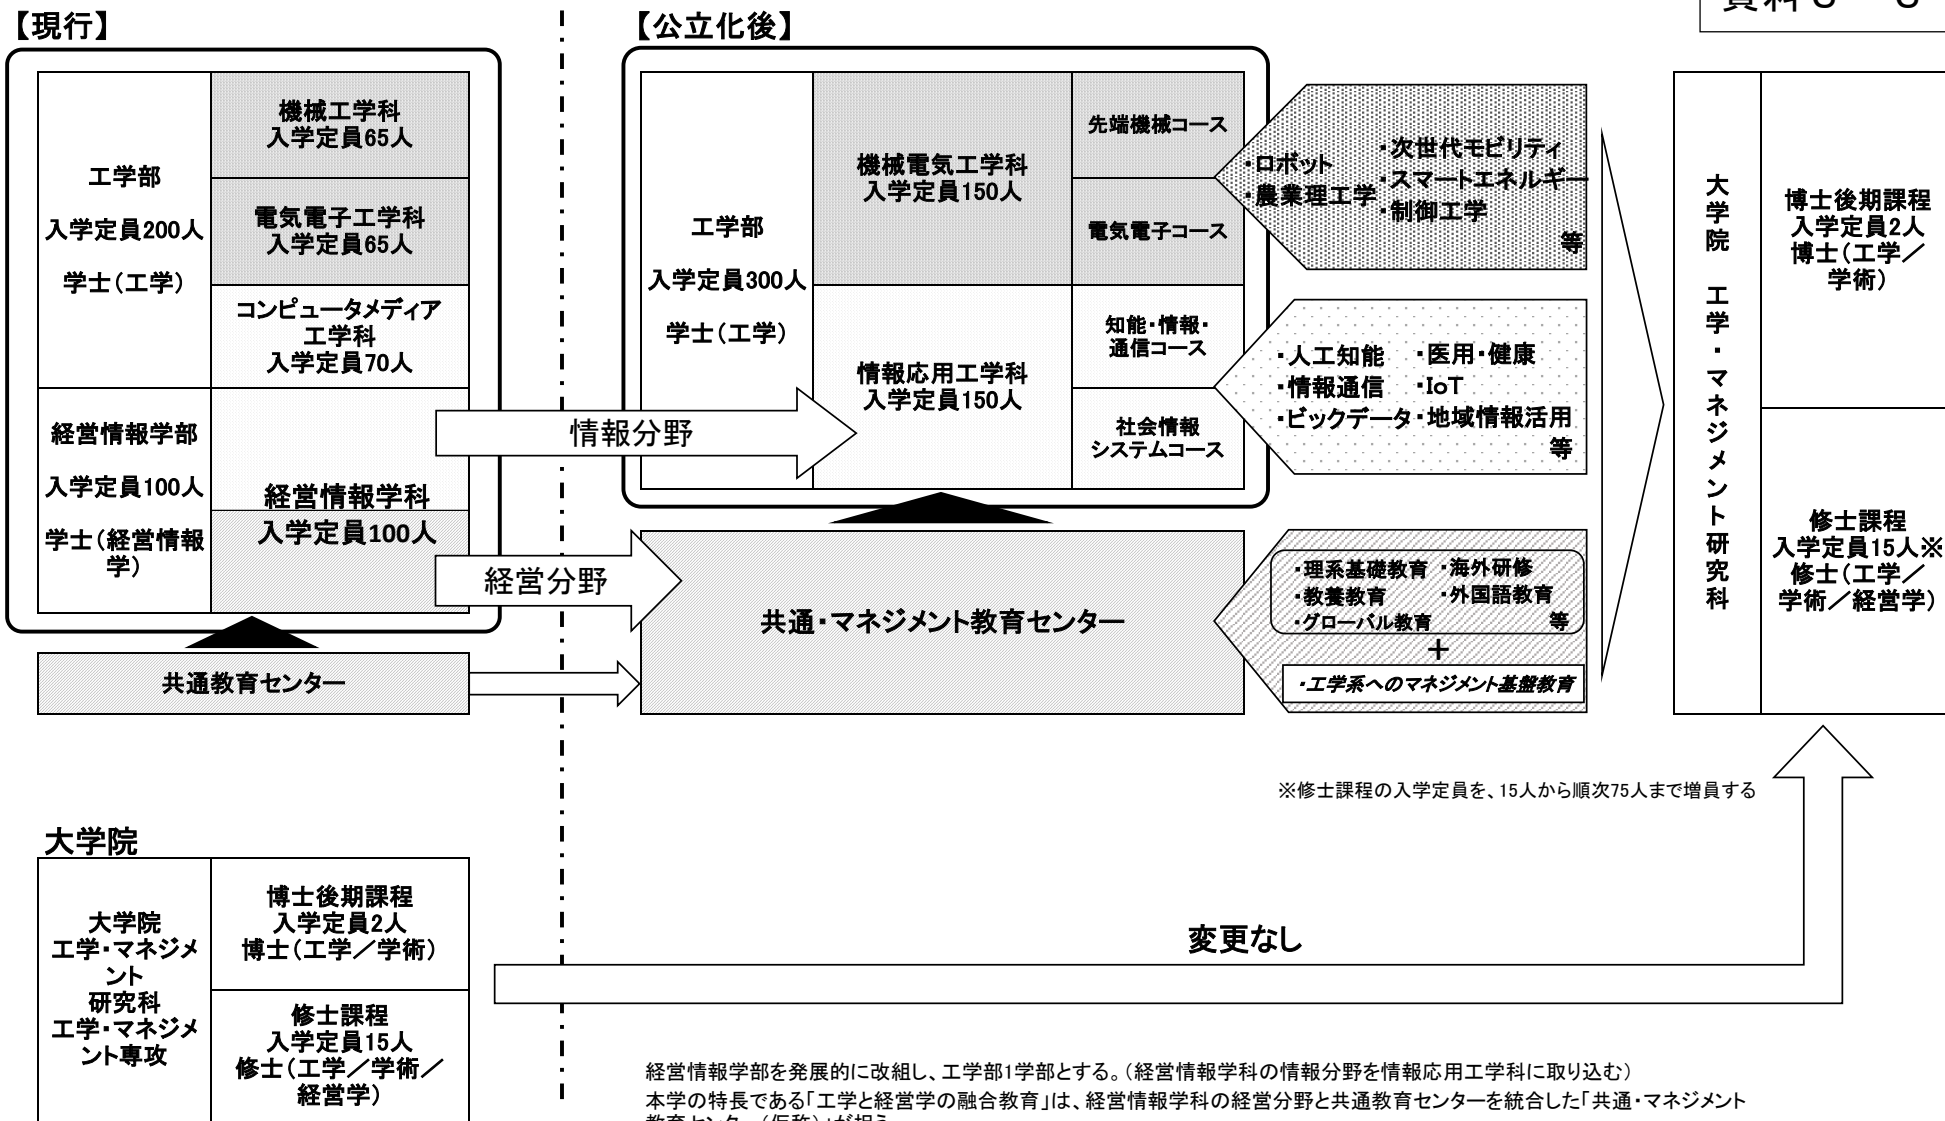 【現行】
【公立化後】
資料
工学部
入学定員200人
学士(工学)
機械工学科
入学定員65人
電気電子工学科
入学定員65人
コンピュータメディア
工学科
入学定員70人
経営情報学部
入学定員100人
学士(経営情報
学)
経営情報学科
入学定員100人
共通教育センター
情報分野
経営分野
工学部
入学定員300人
学士(工学)
機械電気工学科
入学定員150人
情報応用工学科
入学定員150人
先端機械コース
電気電子コース
知能・情報・
通信コース
社会情報
システムコース
共通・マネジメント教育センター
・ロボット
・農業理工学
・次世代モビリティ
・スマートエネルギー
・制御工学
等
・人工知能
・情報通信
・ビックデータ
・医用・健康
・IoT
・地域情報活用
等
・理系基礎教育
・教養教育
・グローバル教育
・海外研修
・外国語教育
等
+
・工学系へのマネジメント基盤教育
大学院 工学・マネジメント研究科
博士後期課程
入学定員2人
博士(工学/
学術)
修士課程
入学定員15人※
修士(工学/
学術/経営学)
※修士課程の入学定員を、15人から順次75人まで増員する
大学院
大学院
工学・マネジメ
ント
研究科
工学・マネジメ
ント専攻
博士後期課程
入学定員2人
博士(工学/学術)
修士課程
入学定員15人
修士(工学/学術/
経営学)
変更なし
経営情報学部を発展的に改組し、工学部1学部とする。(経営情報学科の情報分野を情報応用工学科に取り込む)
本学の特長である「工学と経営学の融合教育」は、経営情報学科の経営分野と共通教育センターを統合した「共通・マネジメント
教育センター(仮称)」が担う